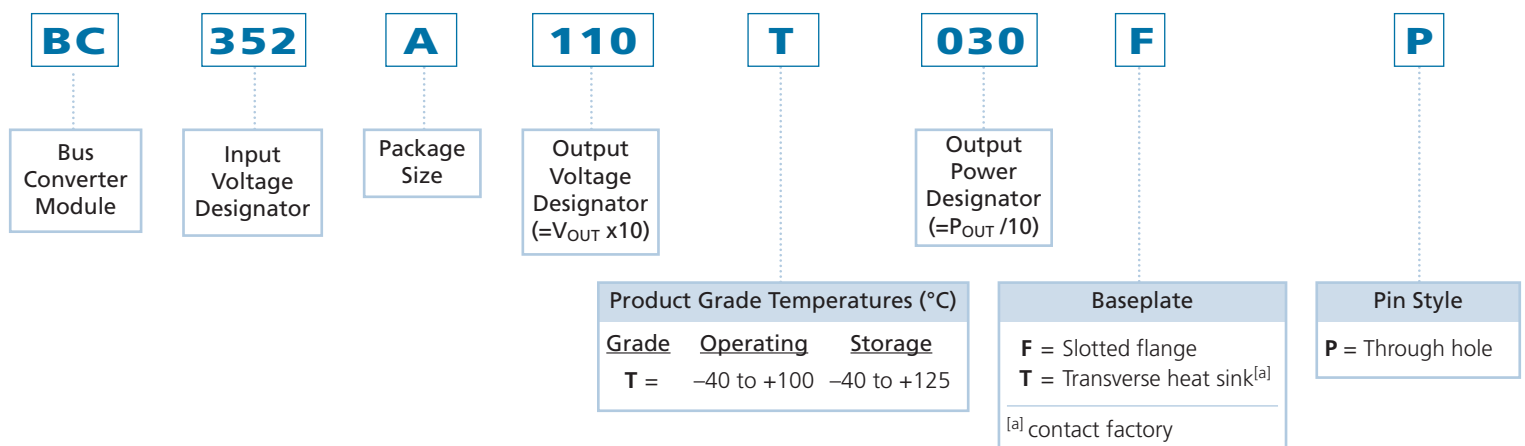 BC 352 A 110 T 030 F P
Bus
Converter
Module
Input
Voltage
Designator
Package
Size
Output
Voltage
Designator
(=VOUT x10)
Output
Power
Designator
(=POUT /10)
Product Grade Temperatures (°C)
Grade Operating Storage
T = –40 to +100 –40 to +125
Baseplate
F = Slotted flange
T = Transverse heat sink[a]
[a] contact factory
Pin Style
P = Through hole